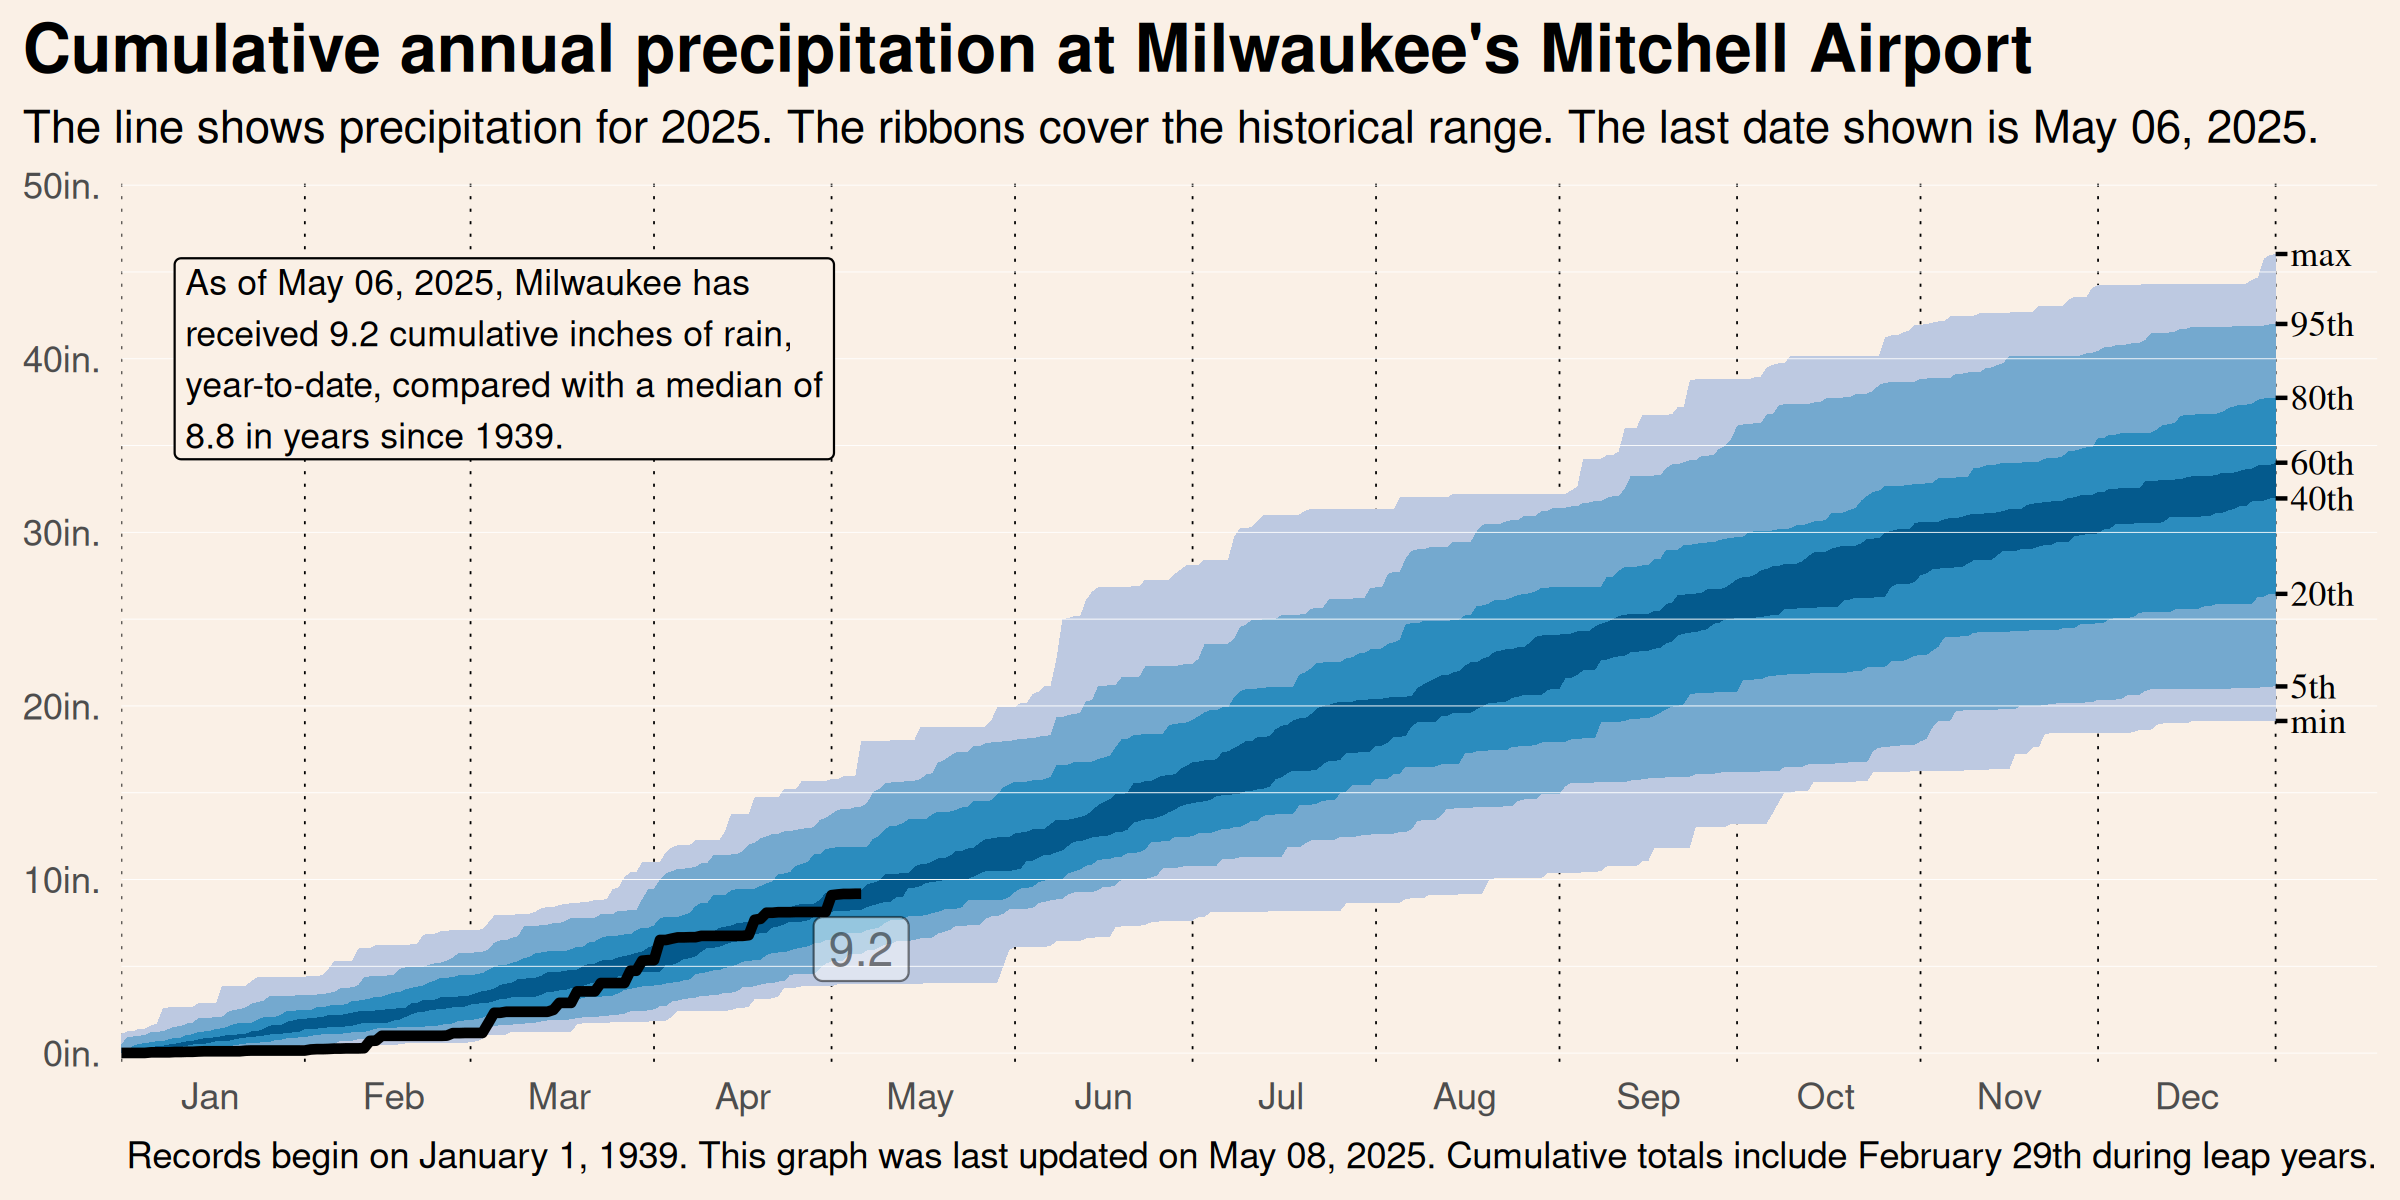 Cumulative annual precipitation at Milwaukee's Mitchell Airport
The line shows precipitation for 2025. The ribbons cover the historical range. The last date shown is May 06, 2025.
50in.
40in.
30in.
20in.
10in.
0in.
As of May 06, 2025, Milwaukee has
received 9.2 cumulative inches of rain,
year-to-date, compared with a median of
8.8 in years since 1939.
9.2
max
95th
80th
60th
40th
20th
5th
min
Jan Feb Mar Apr May Jun Jul Aug Sep Oct Nov Dec
Records begin on January 1, 1939. This graph was last updated on May 08, 2025. Cumulative totals include February 29th during leap years.